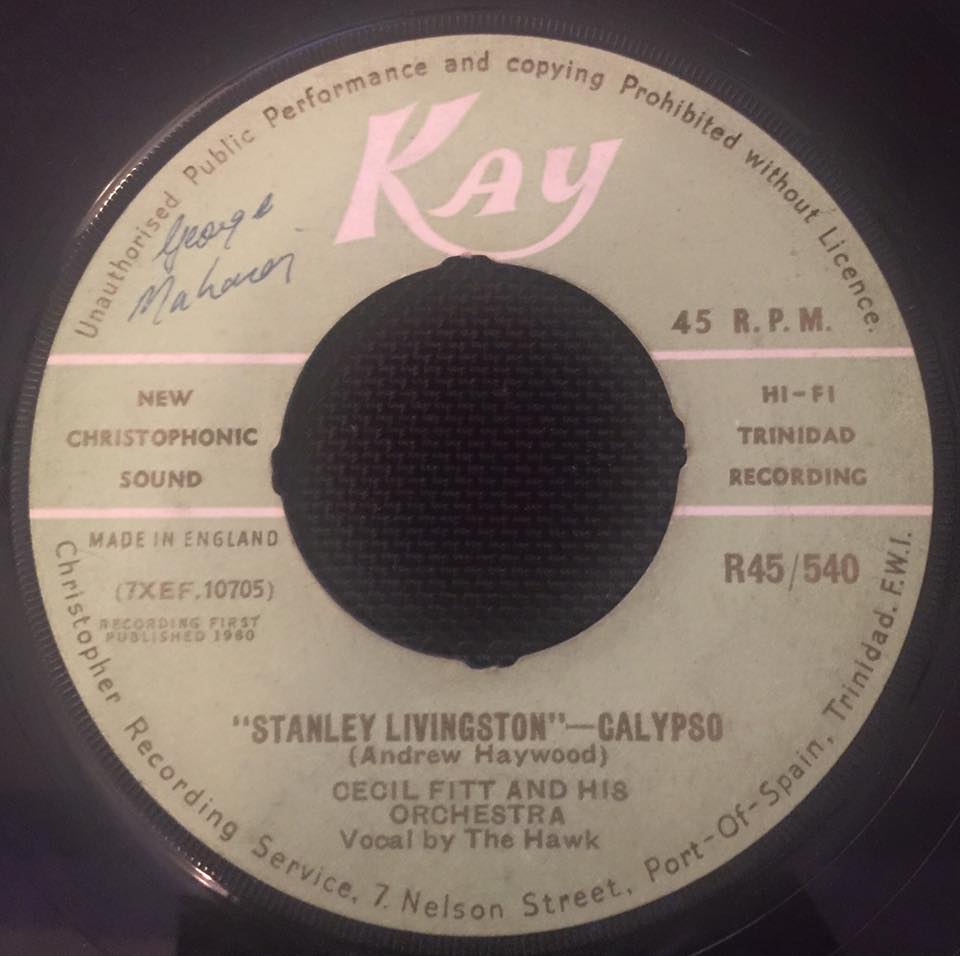 Unauthorised Public Performance and copying Prohibited without Licence.
Kay
George
45 R.P.M.
NEW
CHRISTOPHONIC
SOUND
HI-FI
TRINIDAD
RECORDING
MADE IN ENGLAND
(7XEF.10705)
RECORDING FIRST
PUBLISHED 1960
R45/540
"STANLEY LIVINGSTON"—CALYPSO
(Andrew Haywood)
CECIL FITT AND HIS
ORCHESTRA
Vocal by The Hawk
Christopher Recording Service, 7. Nelson Street, Port-Of-Spain, Trinidad. F.W.I.